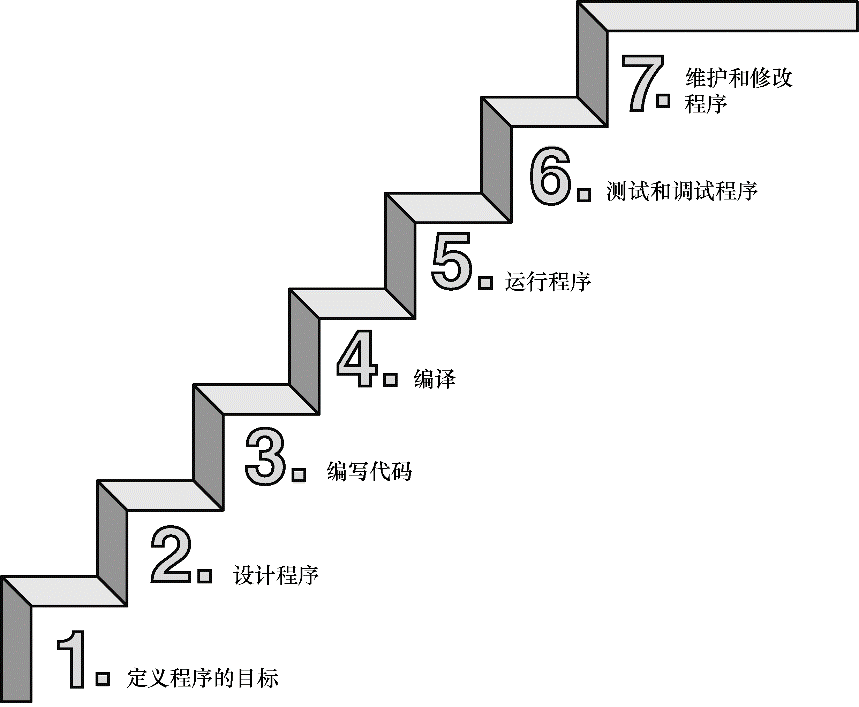 7. 维护和修改
程序
6. 测试和调试程序
5. 运行程序
4. 编译
3. 编写代码
2. 设计程序
1. 定义程序的目标